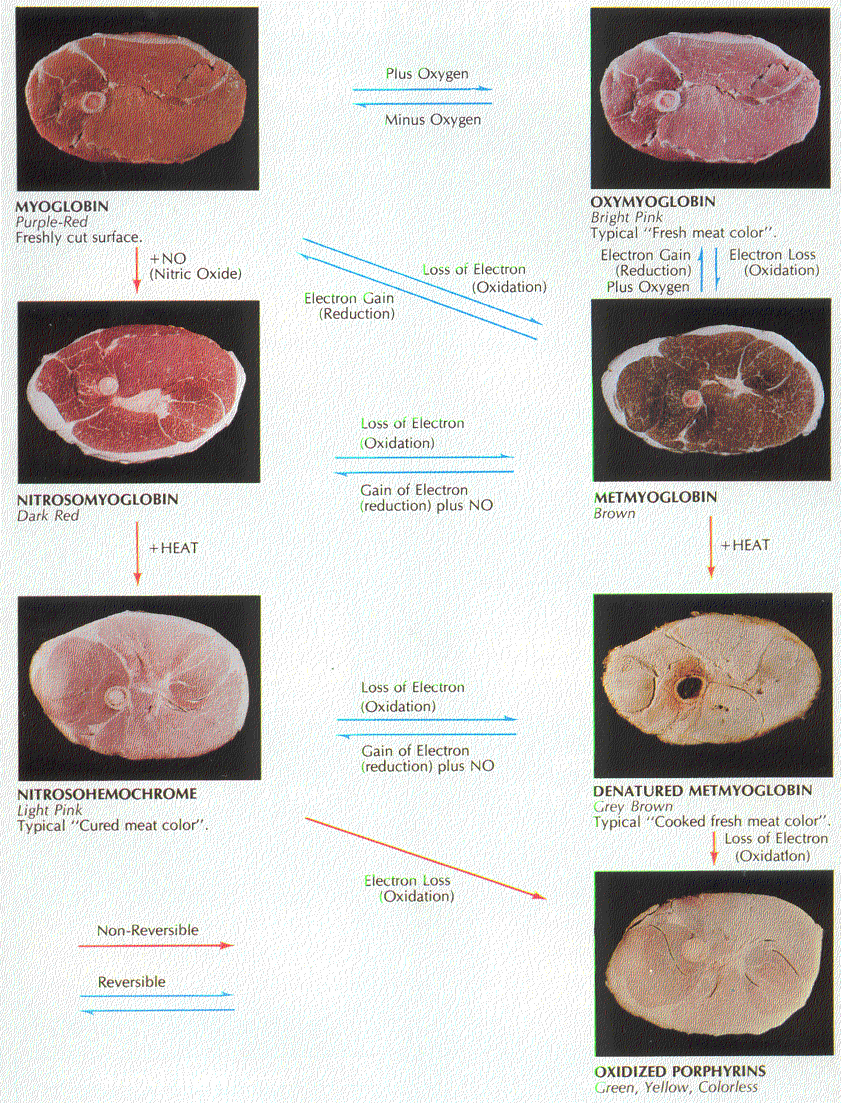 Plus Oxygen
Minus Oxygen
MYOGLOBIN
Purple-Red
Freshly cut surface.
OXYMYOGLOBIN
Bright Pink
Typical "Fresh meat color".
+NO
(Nitric Oxide)
Loss of Electron
(Oxidation)
Electron Gain
(Reduction)
Electron Gain
(Reduction)
Plus Oxygen
Electron Loss
(Oxidation)
NITROSOMYOGLOBIN
Dark Red
Loss of Electron
(Oxidation)
Gain of Electron
(reduction) plus NO
METMYOGLOBIN
Brown
+HEAT
+HEAT
NITROSOHEMOCHROME
Light Pink
Typical "Cured meat color".
Loss of Electron
(Oxidation)
Gain of Electron
(reduction) plus NO
DENATURED METMYOGLOBIN
Grey Brown
Typical "Cooked fresh meat color".
Loss of Electron
(Oxidation)
Electron Loss
(Oxidation)
Non-Reversible
Reversible
OXIDIZED PORPHYRINS
Green, Yellow, Colorless